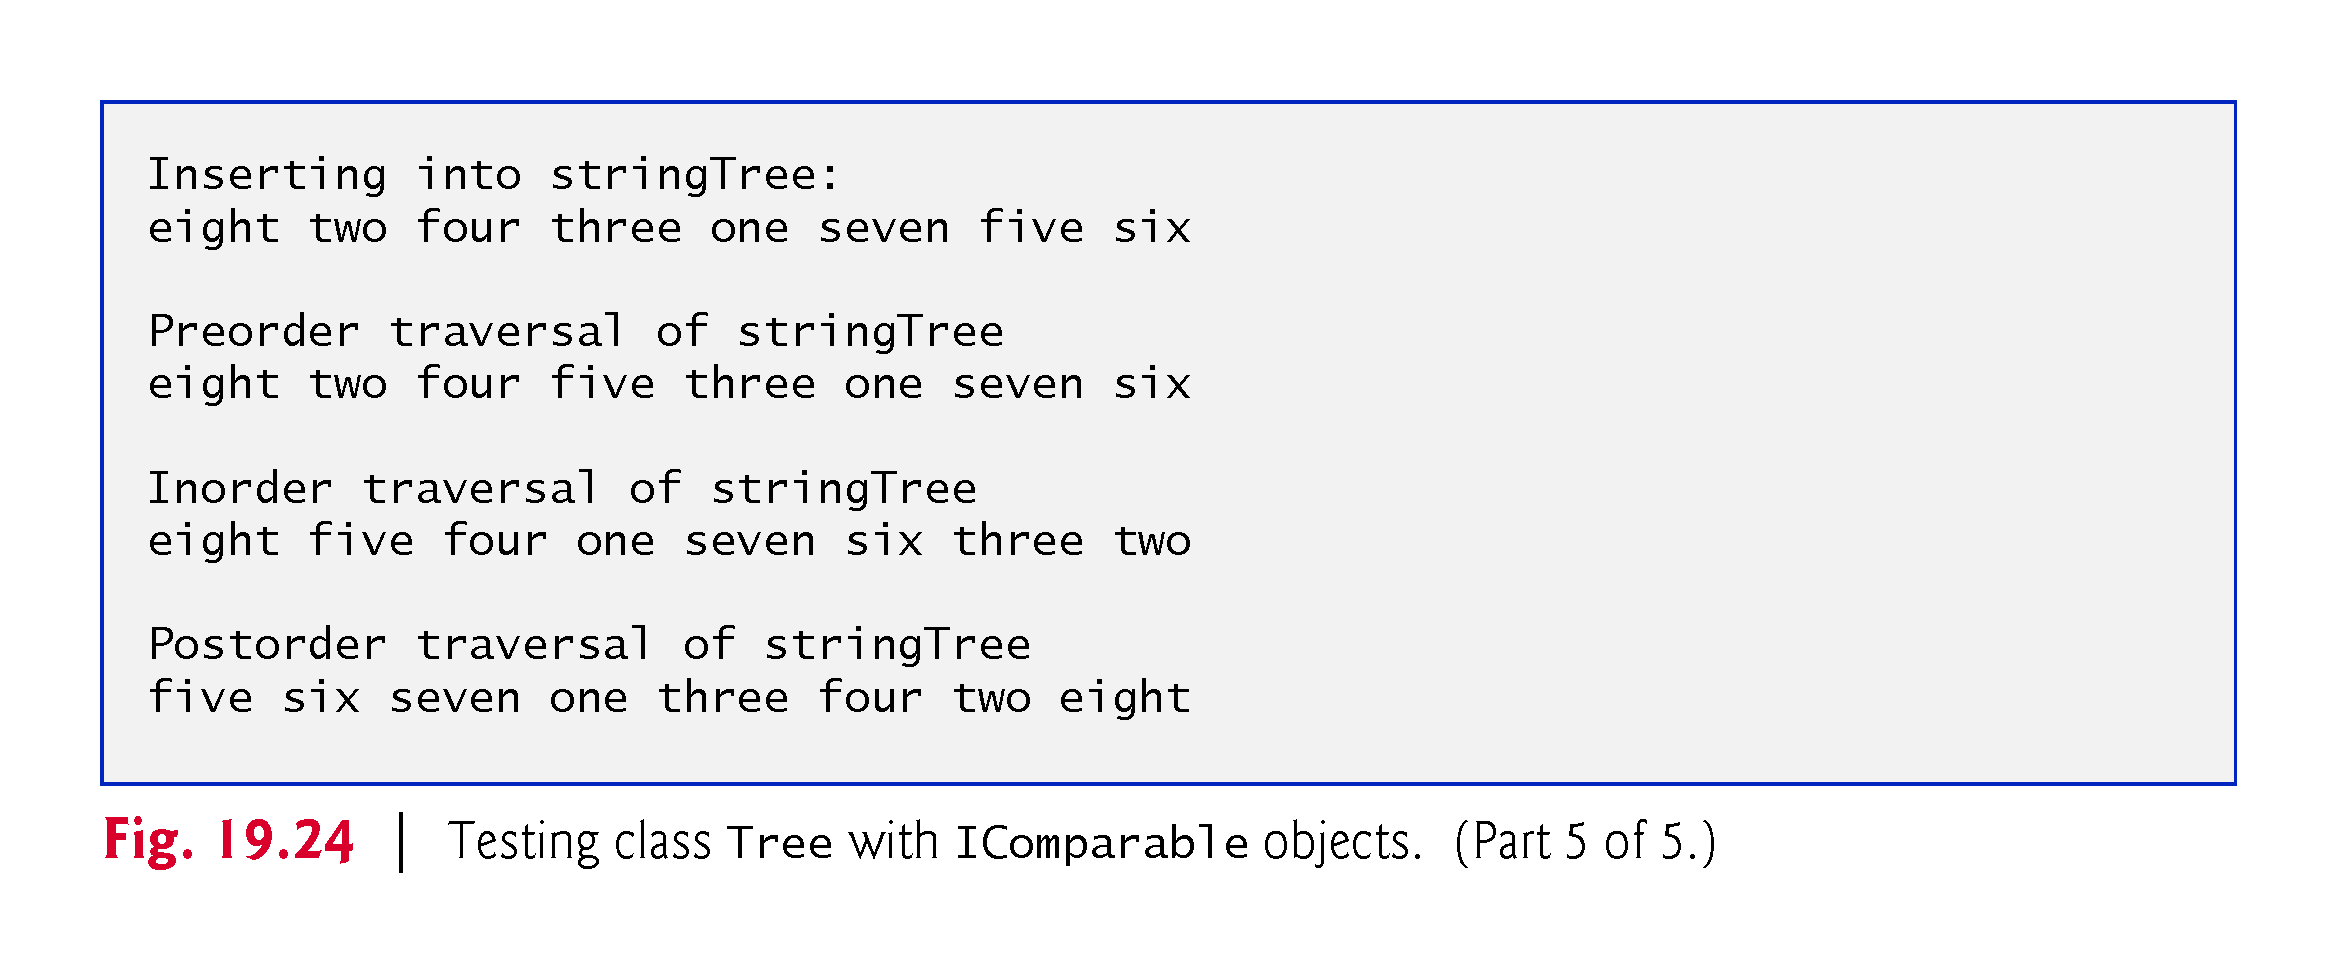 Inserting into stringTree:
eight two four three one seven five six
Preorder traversal of stringTree
eight two four five three one seven six
Inorder traversal of stringTree
eight five four one seven six three two
Postorder traversal of stringTree
five six seven one three four two eight
Fig. 19.24 | Testing class Tree with IComparable objects. (Part 5 of 5.)